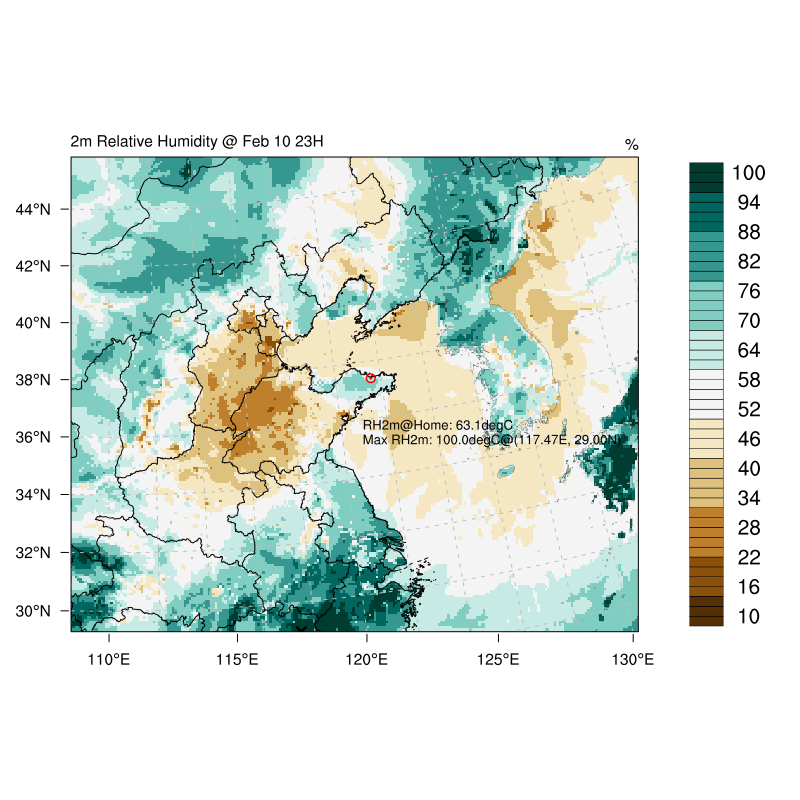 2m Relative Humidity @ Feb 10 23H
%
100
94
88
82
76
70
64
58
52
46
40
34
28
22
16
10
44°N
42°N
40°N
38°N
36°N
34°N
32°N
30°N
RH2m@Home: 63.1degC
Max RH2m: 100.0degC@(117.47E, 29.00N)
110°E
115°E
120°E
125°E
130°E